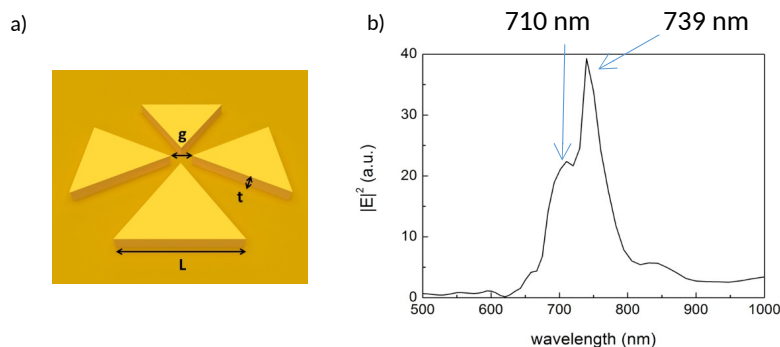 a)
g
t
L
b)
710 nm
739 nm
40
30
20
10
0
|E|² (a.u.)
500
600
700
800
900
1000
wavelength (nm)